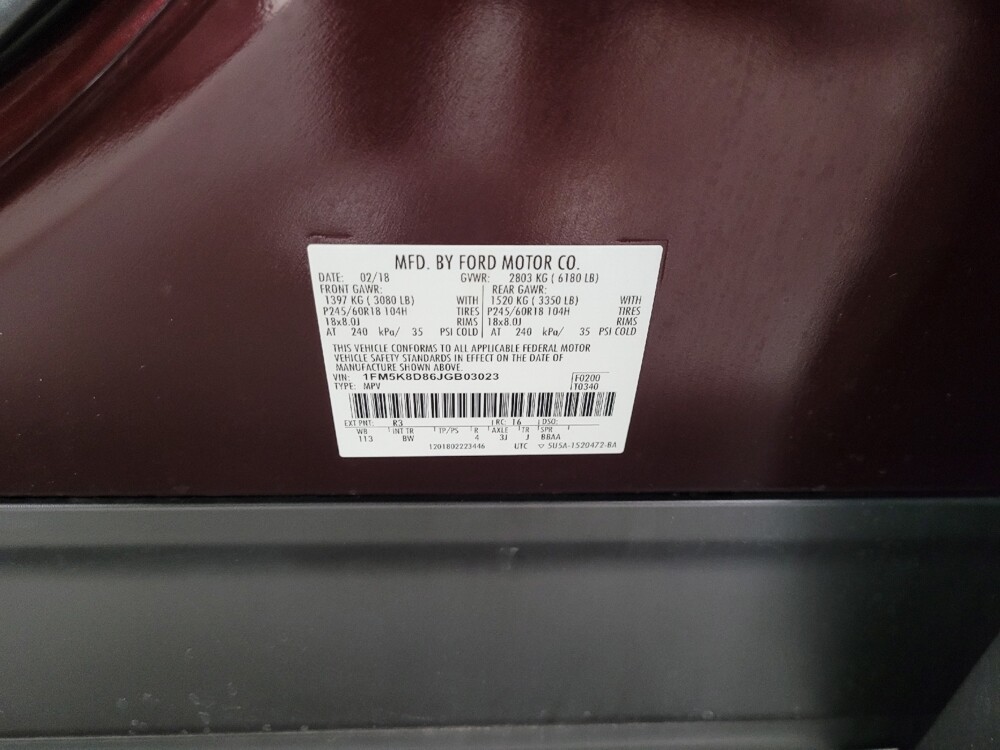 MFD. BY FORD MOTOR CO.
DATE: 02/18 GVWR: 2803 KG ( 6180 LB)
FRONT GAWR: REAR GAWR:
1397 KG ( 3080 LB) WITH 1520 KG ( 3350 LB) WITH
P245/60R18 104H TIRES P245/60R18 104H TIRES
18x8.0J RIMS 18x8.0J RIMS
AT 240 kPa/ 35 PSI COLD AT 240 kPa/ 35 PSI COLD
THIS VEHICLE CONFORMS TO ALL APPLICABLE FEDERAL MOTOR
VEHICLE SAFETY STANDARDS IN EFFECT ON THE DATE OF
MANUFACTURE SHOWN ABOVE.
VIN: 1FM5K8D86JGB03023 F0200
TYPE: MPV T0340
EXT PNT: R3 RC: 16 DSO:
WB INT TR TP/PS R AXLE TR SPR
113 BW 4 3J J BBAA
1201802223446 UTC ▽ 5U5A-1520472-BA